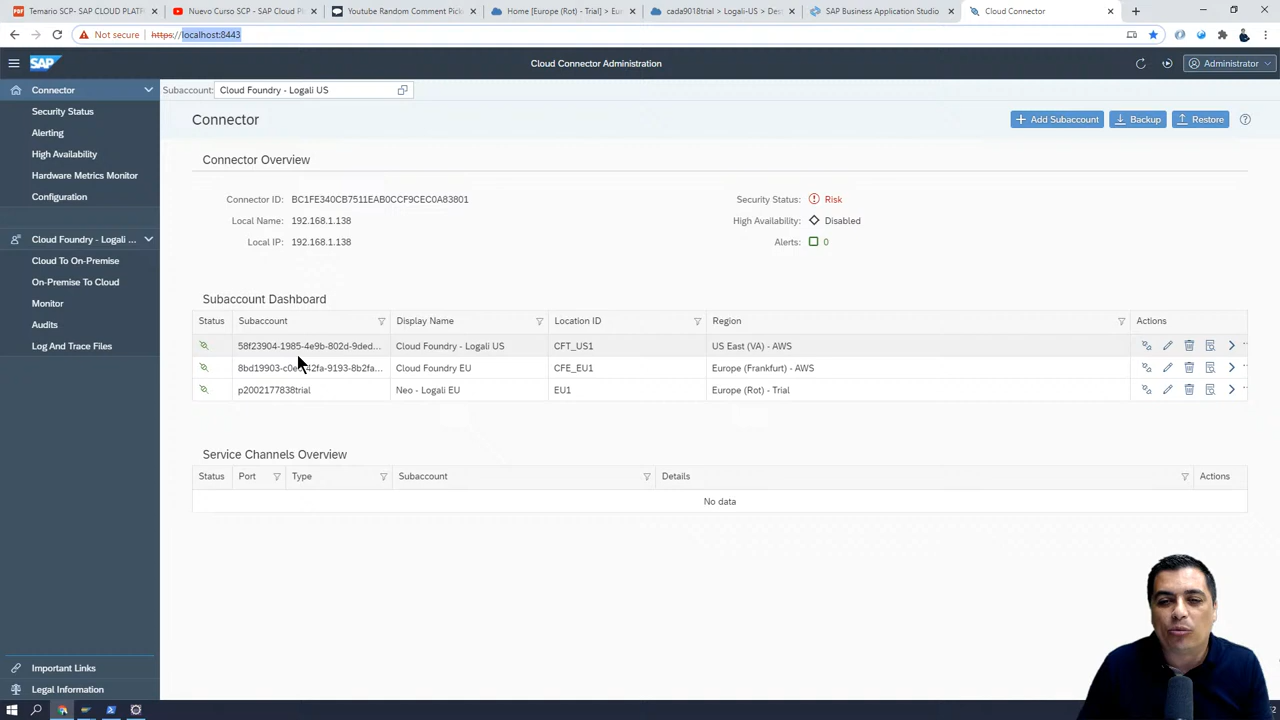 Temario SCP- SAP CLOUD PLATF
Nuevo Curso SCP - SAP Cloud P
Youtube Random Comment Picke
Home [Europe (Rot) - Trial] > Eur
cada9018trial > Logali-US > Dest
SAP Business Application Studio
Cloud Connector
Not secure
https://localhost:8443
SAP
Cloud Connector Administration
Administrator
Connector
Subaccount: Cloud Foundry - Logali US
Security Status
Alerting
High Availability
Hardware Metrics Monitor
Configuration
Cloud Foundry - Logali ...
Cloud To On-Premise
On-Premise To Cloud
Monitor
Audits
Log And Trace Files
Important Links
Legal Information
Connector
Add Subaccount
Backup
Restore
Connector Overview
Connector ID: BC1FE340CB7511EAB0CCF9CEC0A83801
Local Name: 192.168.1.138
Local IP: 192.168.1.138
Security Status: Risk
High Availability: Disabled
Alerts: 0
Subaccount Dashboard
Status Subaccount Display Name Location ID Region Actions
58f23904-1985-4e9b-802d-9ded... Cloud Foundry - Logali US CFT_US1 US East (VA) - AWS
Cloud Foundry EU CFE_EU1 Europe (Frankfurt) - AWS
p2002177838trial Neo - Logali EU EU1 Europe (Rot) - Trial
Service Channels Overview
Status Port Type Subaccount Details Actions
No data